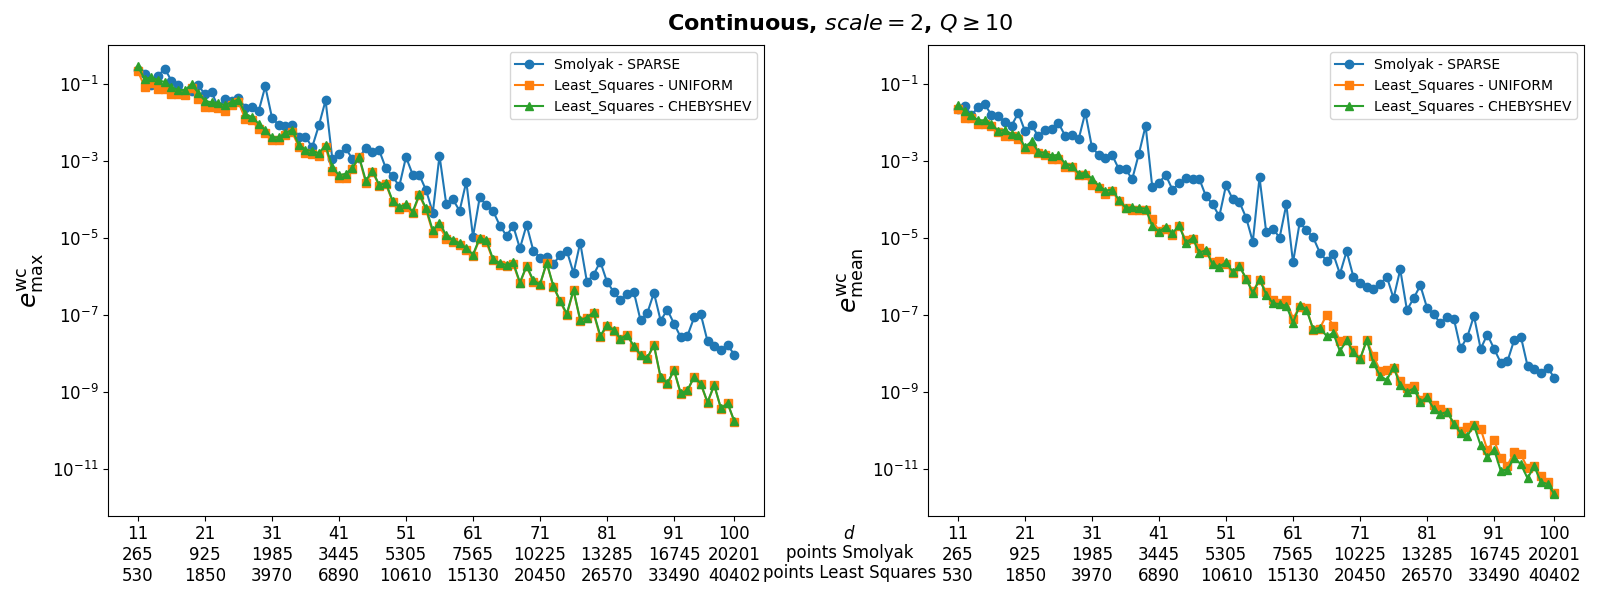 Continuous, scale = 2, Q ≥ 10
Smolyak - SPARSE
Least_Squares - UNIFORM
Least_Squares - CHEBYSHEV
e^wc_max
10^−1
10^−3
10^−5
10^−7
10^−9
10^−11
11 21 31 41 51 61 71 81 91 100
265 925 1985 3445 5305 7565 10225 13285 16745 20201
530 1850 3970 6890 10610 15130 20450 26570 33490 40402
d
points Smolyak
points Least Squares
Smolyak - SPARSE
Least_Squares - UNIFORM
Least_Squares - CHEBYSHEV
e^wc_mean
10^−1
10^−3
10^−5
10^−7
10^−9
10^−11
11 21 31 41 51 61 71 81 91 100
265 925 1985 3445 5305 7565 10225 13285 16745 20201
530 1850 3970 6890 10610 15130 20450 26570 33490 40402